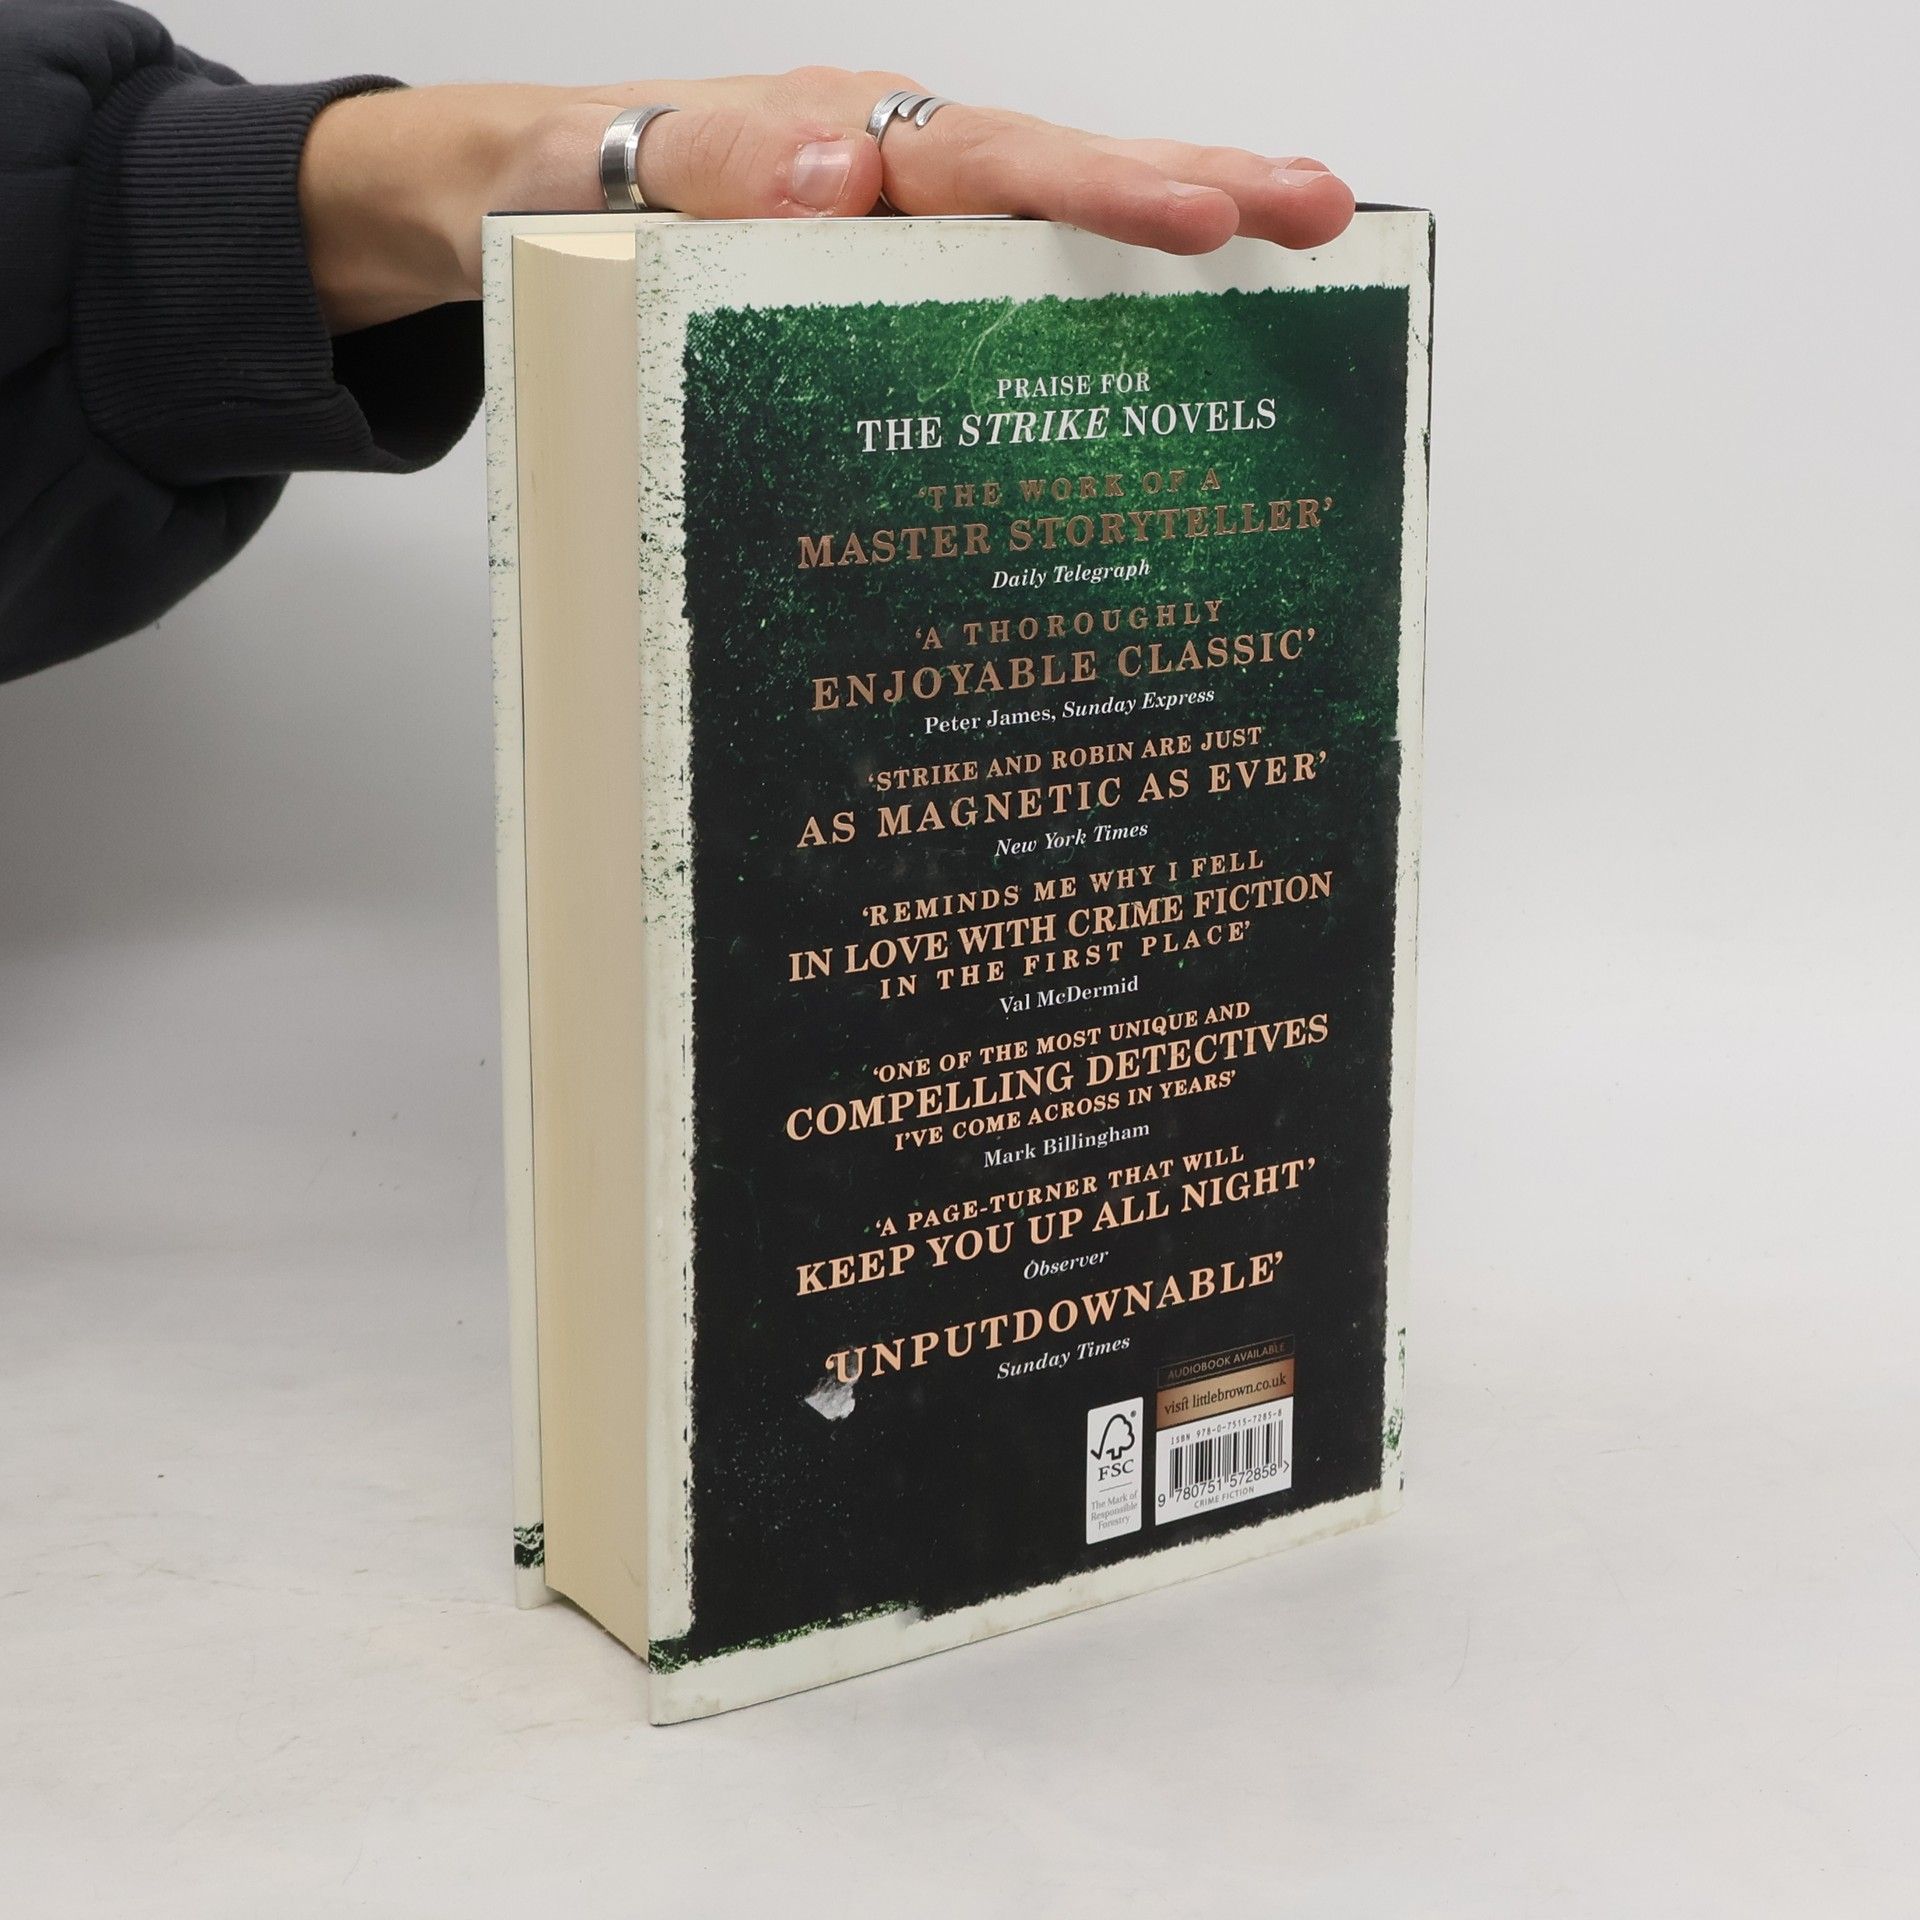 PRAISE FOR
THE STRIKE NOVELS
‘THE WORK OF A
MASTER STORYTELLER’
Daily Telegraph
‘A THOROUGHLY
ENJOYABLE CLASSIC’
Peter James, Sunday Express
‘STRIKE AND ROBIN ARE JUST
AS MAGNETIC AS EVER’
New York Times
‘REMINDS ME WHY I FELL
IN LOVE WITH CRIME FICTION
IN THE FIRST PLACE’
Val McDermid
‘ONE OF THE MOST UNIQUE AND
COMPELLING DETECTIVES
I’VE COME ACROSS IN YEARS’
Mark Billingham
‘A PAGE-TURNER THAT WILL
KEEP YOU UP ALL NIGHT’
Observer
‘UNPUTDOWNABLE’
Sunday Times
AUDIOBOOK AVAILABLE
visit littlebrown.co.uk
ISBN 978-0-7515-7285-8
9 780751 572858 >
CRIME FICTION
®
FSC
The Mark of
Responsible
Forestry